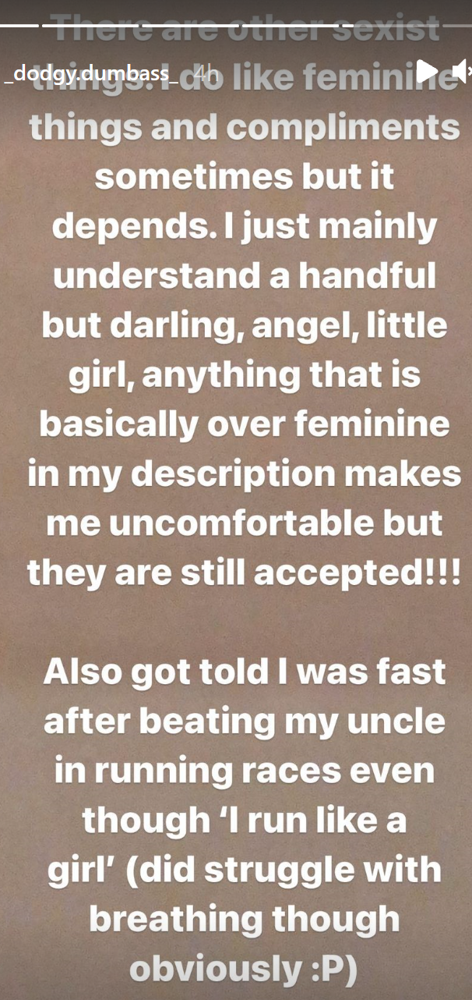 There are other sexist
_dodgy.dumbass_ 4h
things. I do like feminine
things and compliments
sometimes but it
depends. I just mainly
understand a handful
but darling, angel, little
girl, anything that is
basically over feminine
in my description makes
me uncomfortable but
they are still accepted!!!
Also got told I was fast
after beating my uncle
in running races even
though ‘I run like a
girl’ (did struggle with
breathing though
obviously :P)